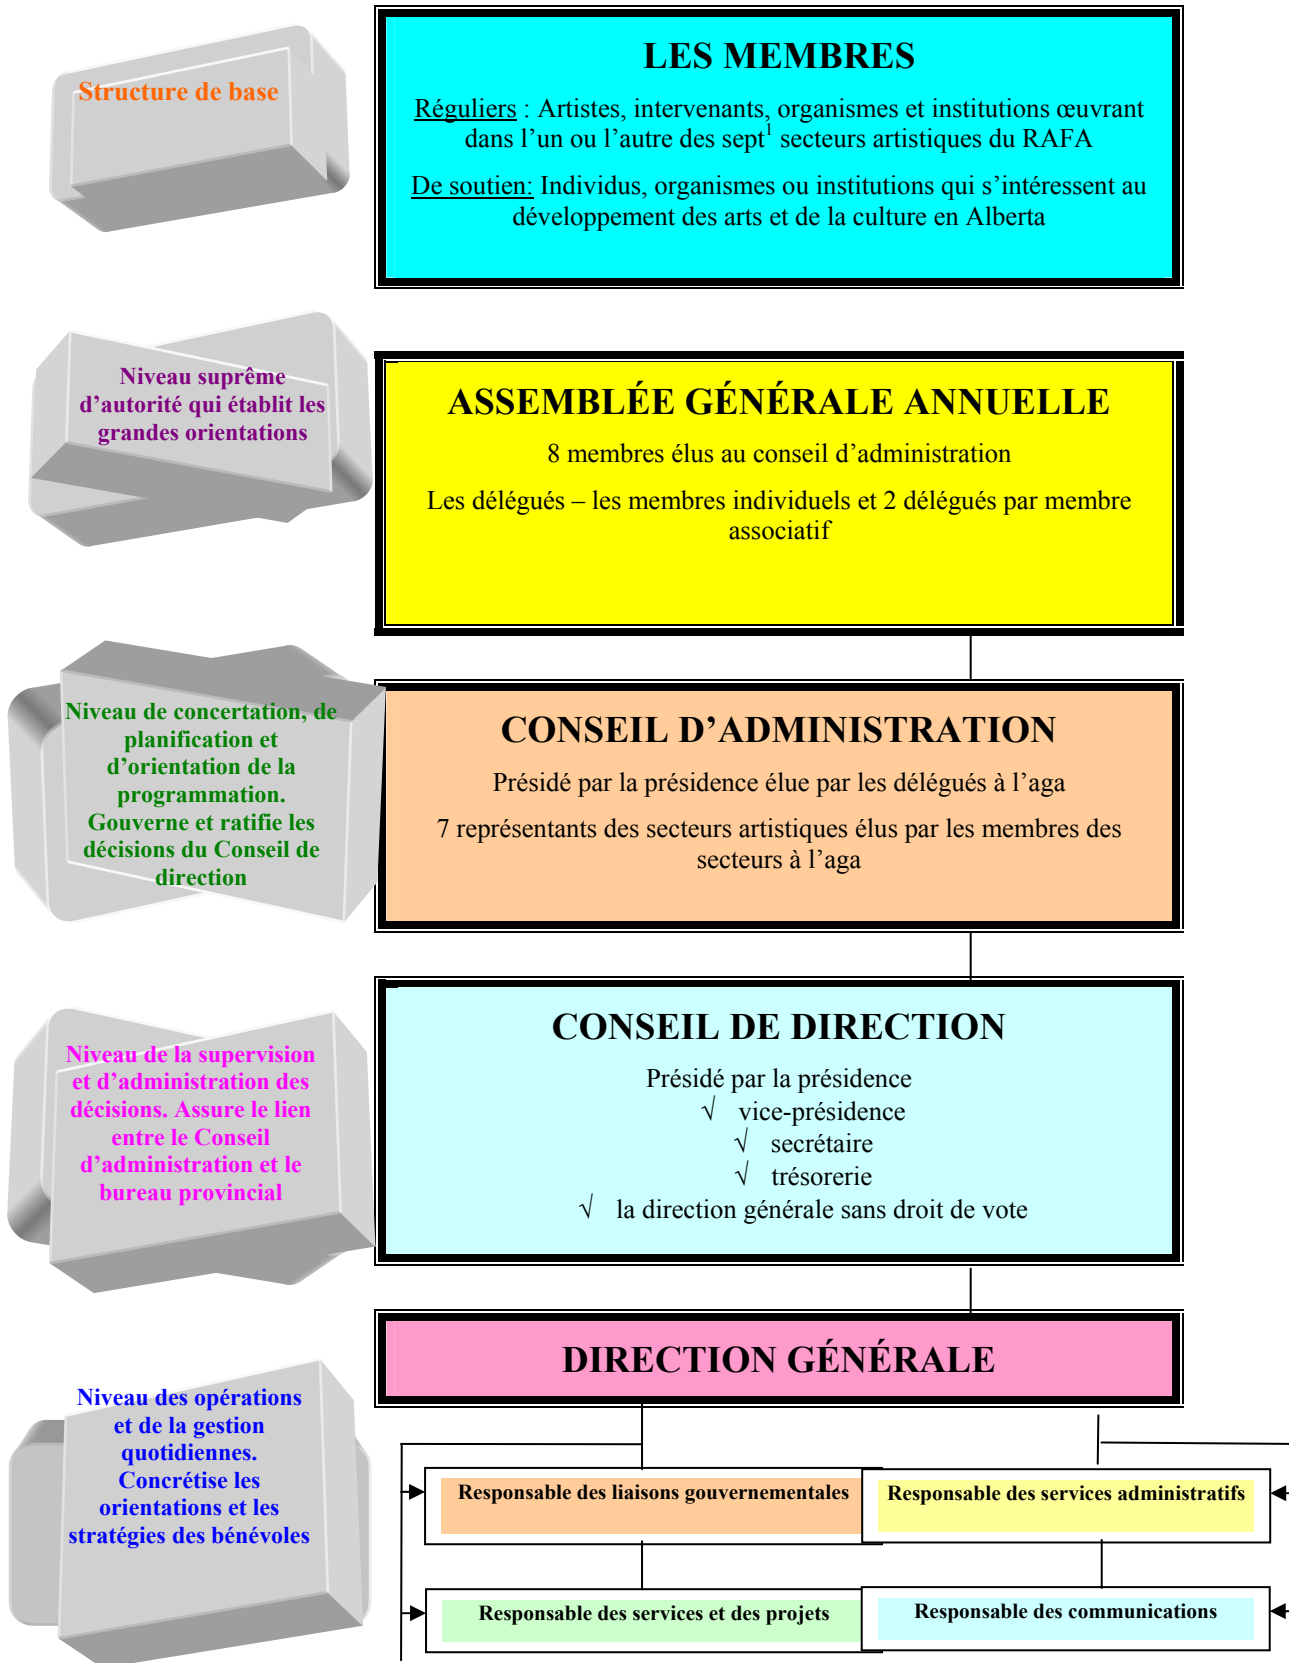 Structure de base
LES MEMBRES
Réguliers : Artistes, intervenants, organismes et institutions œuvrant
dans l’un ou l’autre des sept1 secteurs artistiques du RAFA
De soutien: Individus, organismes ou institutions qui s’intéressent au
développement des arts et de la culture en Alberta
Niveau suprême
d’autorité qui établit les
grandes orientations
ASSEMBLÉE GÉNÉRALE ANNUELLE
8 membres élus au conseil d’administration
Les délégués – les membres individuels et 2 délégués par membre
associatif
Niveau de concertation, de
planification et
d’orientation de la
programmation.
Gouverne et ratifie les
décisions du Conseil de
direction
CONSEIL D’ADMINISTRATION
Présidé par la présidence élue par les délégués à l’aga
7 représentants des secteurs artistiques élus par les membres des
secteurs à l’aga
Niveau de la supervision
et d’administration des
décisions. Assure le lien
entre le Conseil
d’administration et le
bureau provincial
CONSEIL DE DIRECTION
Présidé par la présidence
√ vice-présidence
√ secrétaire
√ trésorerie
√ la direction générale sans droit de vote
Niveau des opérations
et de la gestion
quotidiennes.
Concrétise les
orientations et les
stratégies des bénévoles
DIRECTION GÉNÉRALE
Responsable des liaisons gouvernementales
Responsable des services administratifs
Responsable des services et des projets
Responsable des communications